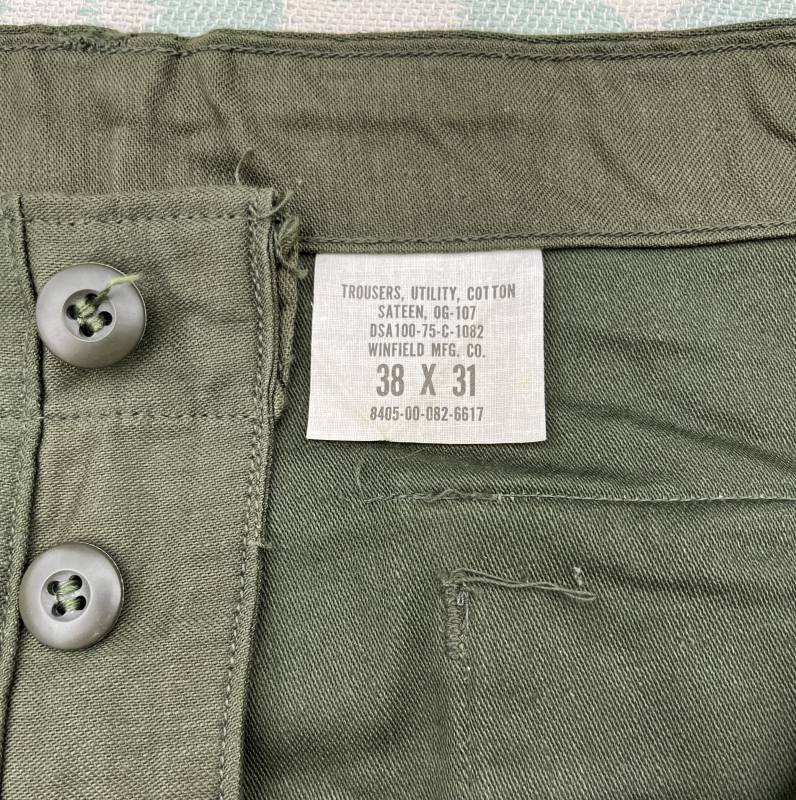 TROUSERS, UTILITY, COTTON
SATEEN, OG-107
DSA100-75-C-1082
WINFIELD MFG. CO.
38 X 31
8405-00-082-6617